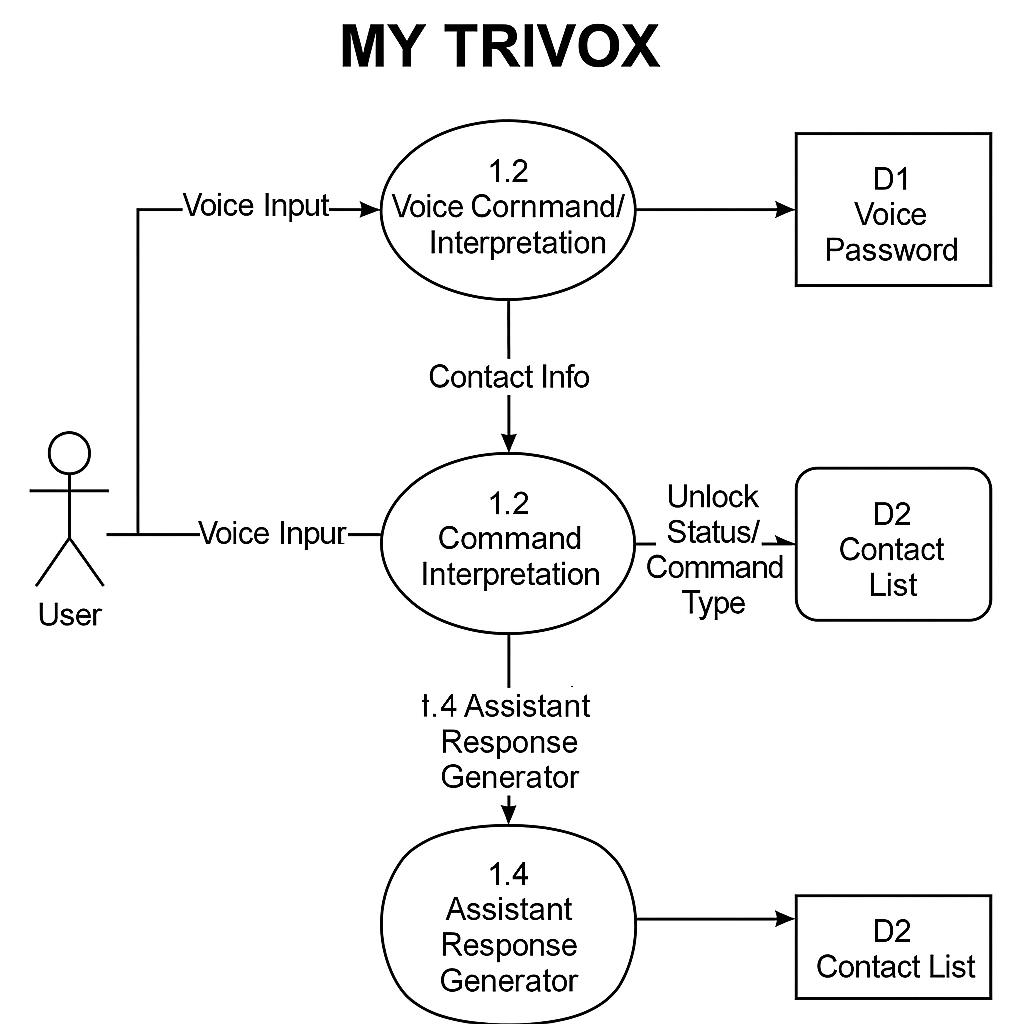 MY TRIVOX
1.2
Voice Cornmand/
Interpretation
Voice Input
D1
Voice
Password
Contact Info
User
Voice Inpur
1.2
Command
Interpretation
Unlock
Status/
Command
Type
D2
Contact
List
1.4 Assistant
Response
Generator
1.4
Assistant
Response
Generator
D2
Contact List